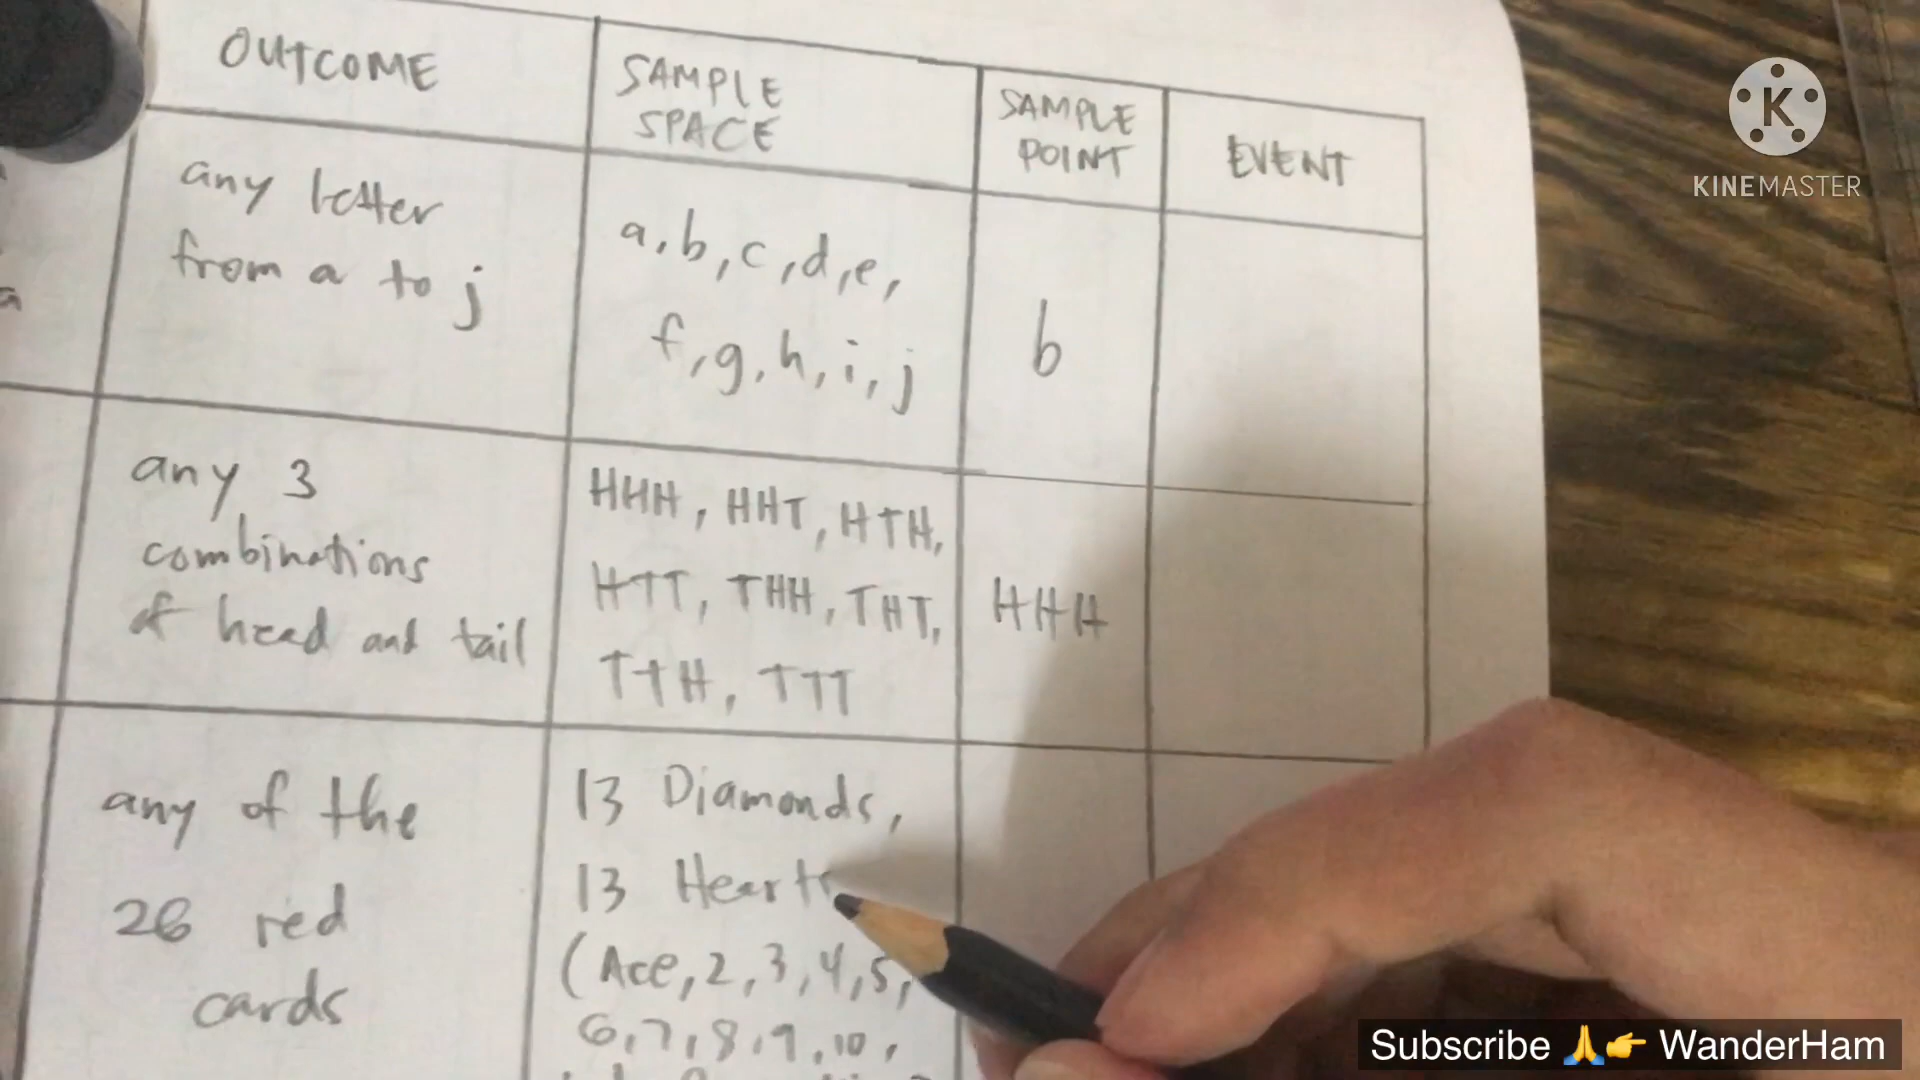 OUTCOME
SAMPLE
SPACE
SAMPLE
POINT
EVENT
any letter
from a to j
a, b, c, d, e,
f, g, h, i, j
b
any 3
combinations
of head and tail
HHH, HHT, HTH,
HTT, THH, THT,
TTH, TTT
HHH
any of the
26 red
cards
13 Diamonds,
13 Hearts
(Ace, 2, 3, 4, 5,
6, 7, 8, 9, 10,
KINEMASTER
Subscribe 🙏👉 WanderHam